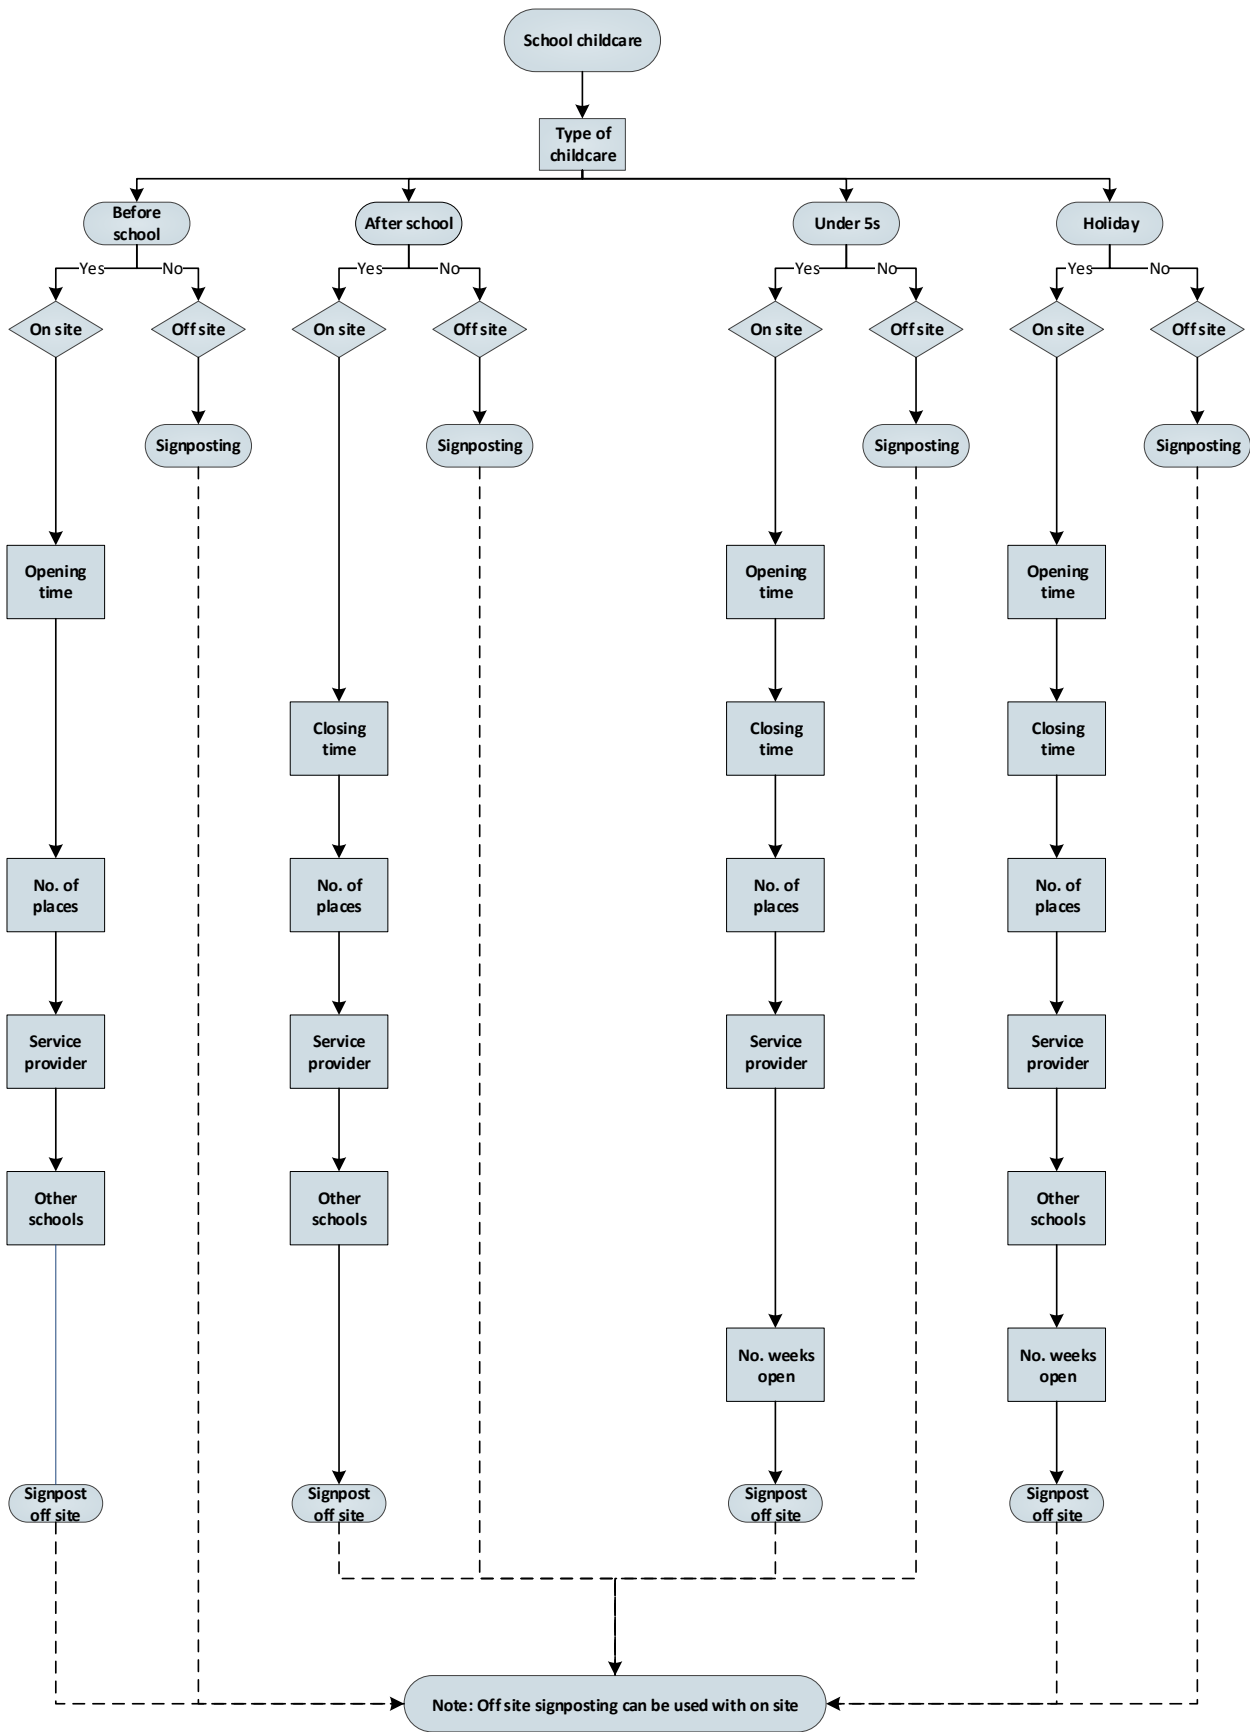 School childcare
Type of
childcare
Before
school
After school
Under 5s
Holiday
Yes
No
Yes
No
Yes
No
Yes
No
On site
Off site
On site
Off site
On site
Off site
On site
Off site
Signposting
Signposting
Signposting
Signposting
Opening
time
Opening
time
Opening
time
Closing
time
Closing
time
Closing
time
No. of
places
No. of
places
No. of
places
No. of
places
Service
provider
Service
provider
Service
provider
Service
provider
Other
schools
Other
schools
Other
schools
No. weeks
open
No. weeks
open
Signpost
off site
Signpost
off site
Signpost
off site
Signpost
off site
Note: Off site signposting can be used with on site